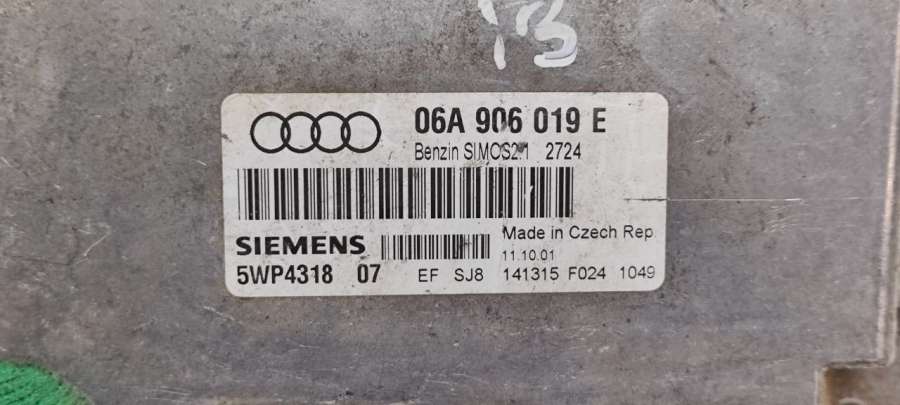 06A 906 019 E
Benzin SIMOS2.1 2724
SIEMENS
Made in Czech Rep
11.10.01
5WP4318 07 EF SJ8 141315 F024 1049